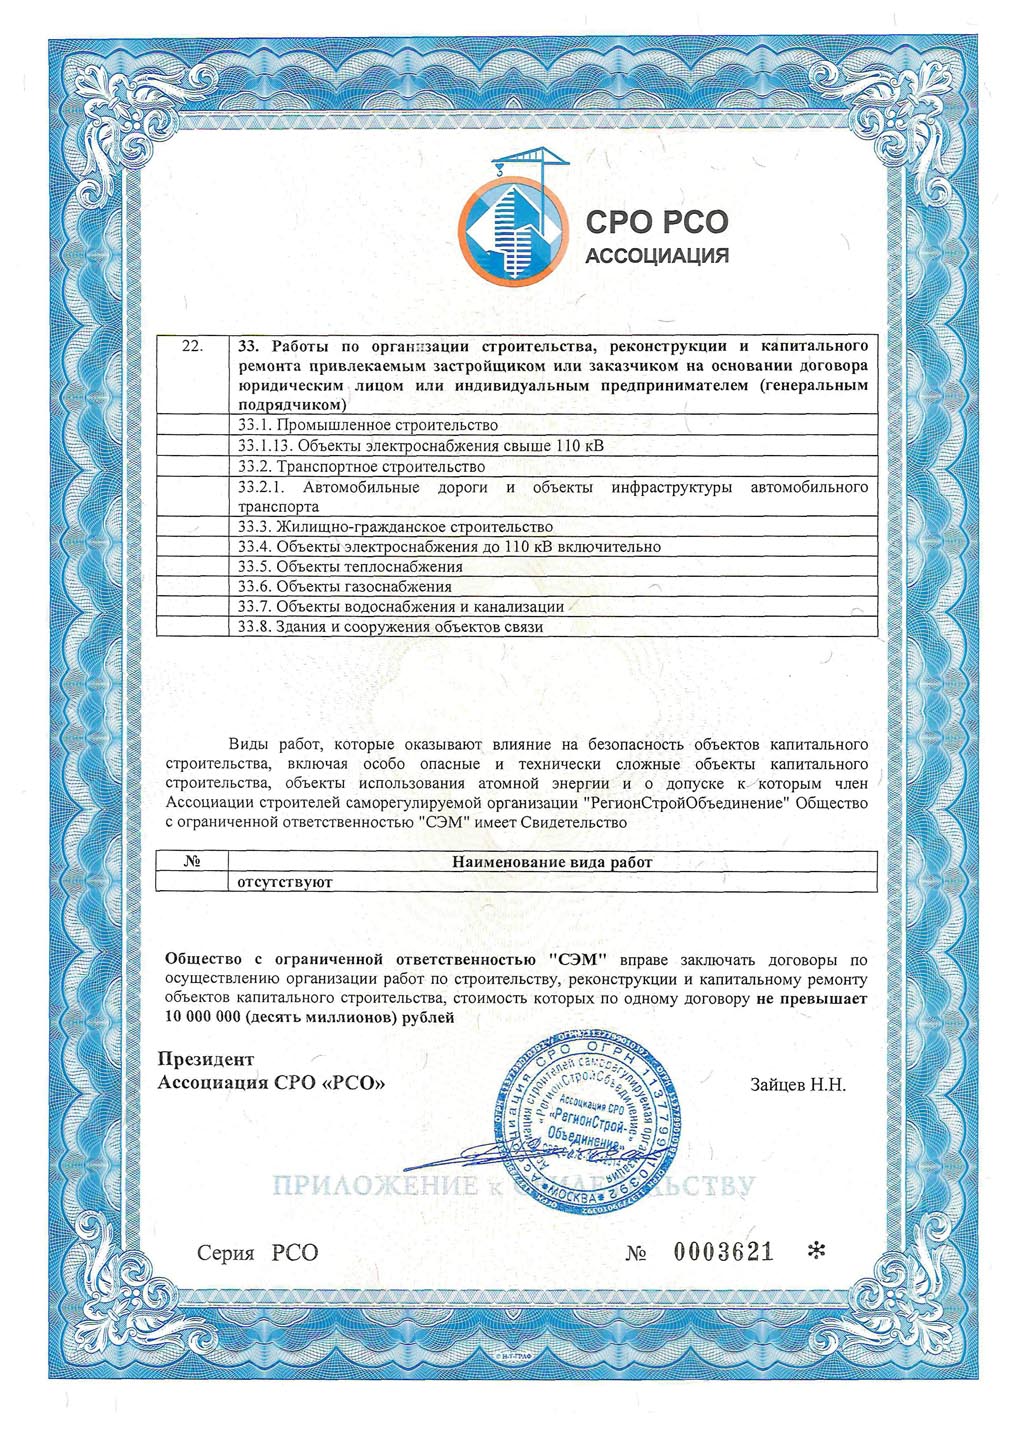 СРО РСО
АССОЦИАЦИЯ
22. 33. Работы по организации строительства, реконструкции и капитального
ремонта привлекаемым застройщиком или заказчиком на основании договора
юридическим лицом или индивидуальным предпринимателем (генеральным
подрядчиком)
33.1. Промышленное строительство
33.1.13. Объекты электроснабжения свыше 110 кВ
33.2. Транспортное строительство
33.2.1. Автомобильные дороги и объекты инфраструктуры автомобильного
транспорта
33.3. Жилищно-гражданское строительство
33.4. Объекты электроснабжения до 110 кВ включительно
33.5. Объекты теплоснабжения
33.6. Объекты газоснабжения
33.7. Объекты водоснабжения и канализации
33.8. Здания и сооружения объектов связи
Виды работ, которые оказывают влияние на безопасность объектов капитального
строительства, включая особо опасные и технически сложные объекты капитального
строительства, объекты использования атомной энергии и о допуске к которым член
Ассоциации строителей саморегулируемой организации "РегионСтройОбъединение" Общество
с ограниченной ответственностью "СЭМ" имеет Свидетельство
№ Наименование вида работ
отсутствуют
Общество с ограниченной ответственностью "СЭМ" вправе заключать договоры по
осуществлению организации работ по строительству, реконструкции и капитальному ремонту
объектов капитального строительства, стоимость которых по одному договору не превышает
10 000 000 (десять миллионов) рублей
Президент
Ассоциация СРО «РСО»
Зайцев Н.Н.
Ассоциация СРО ОГРН 1137799010392
Ассоциация строителей саморегулируемая организация
"РегионСтройОбъединение"
Ассоциация СРО
«РегионСтрой-
Объединение»
*МОСКВА*
ПРИЛОЖЕНИЕ к
Серия РСО
№ 0003621 *
© Н-Т-ГРАФ